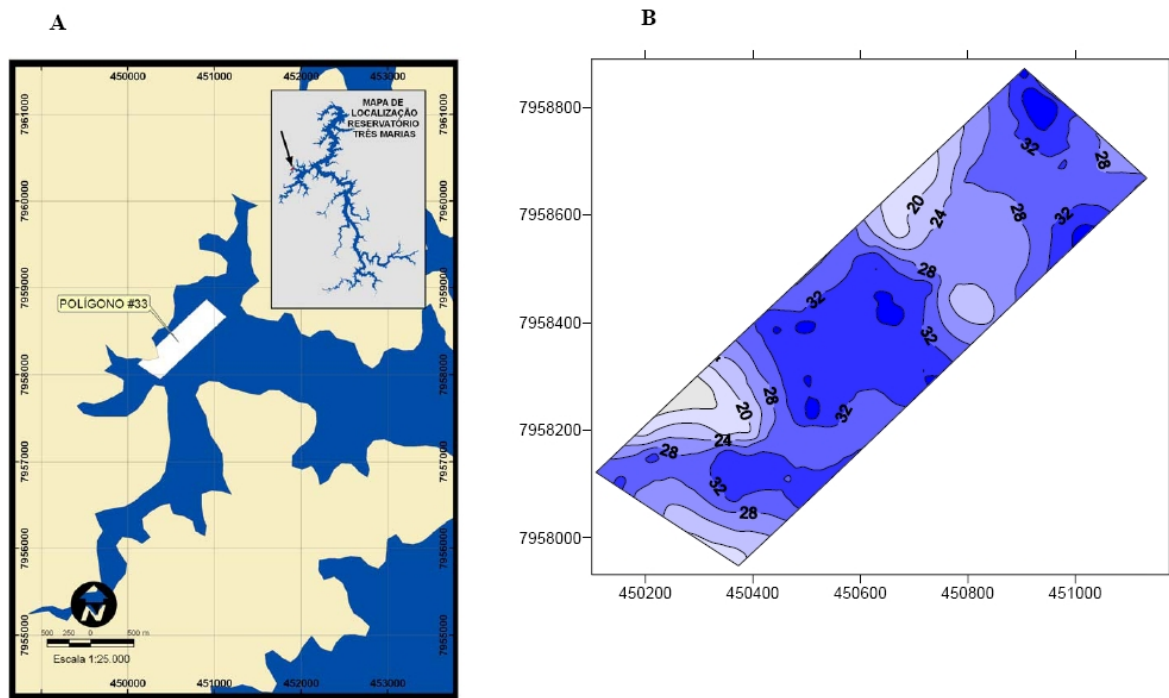 A
450000 451000 452000 453000
7961000
7960000
7959000
7958000
7957000
7956000
7955000
MAPA DE
LOCALIZAÇÃO
RESERVATÓRIO
TRÊS MARIAS
POLÍGONO #33
7961000
7960000
7959000
7958000
7957000
7956000
7955000
N
500 250 0 500 m
Escala 1:25.000
450000 451000 452000 453000
B
7958800
7958600
7958400
7958200
7958000
32
28
20
24
28
32
28
32
32
28
20
32
24
28
32
28
450200 450400 450600 450800 451000